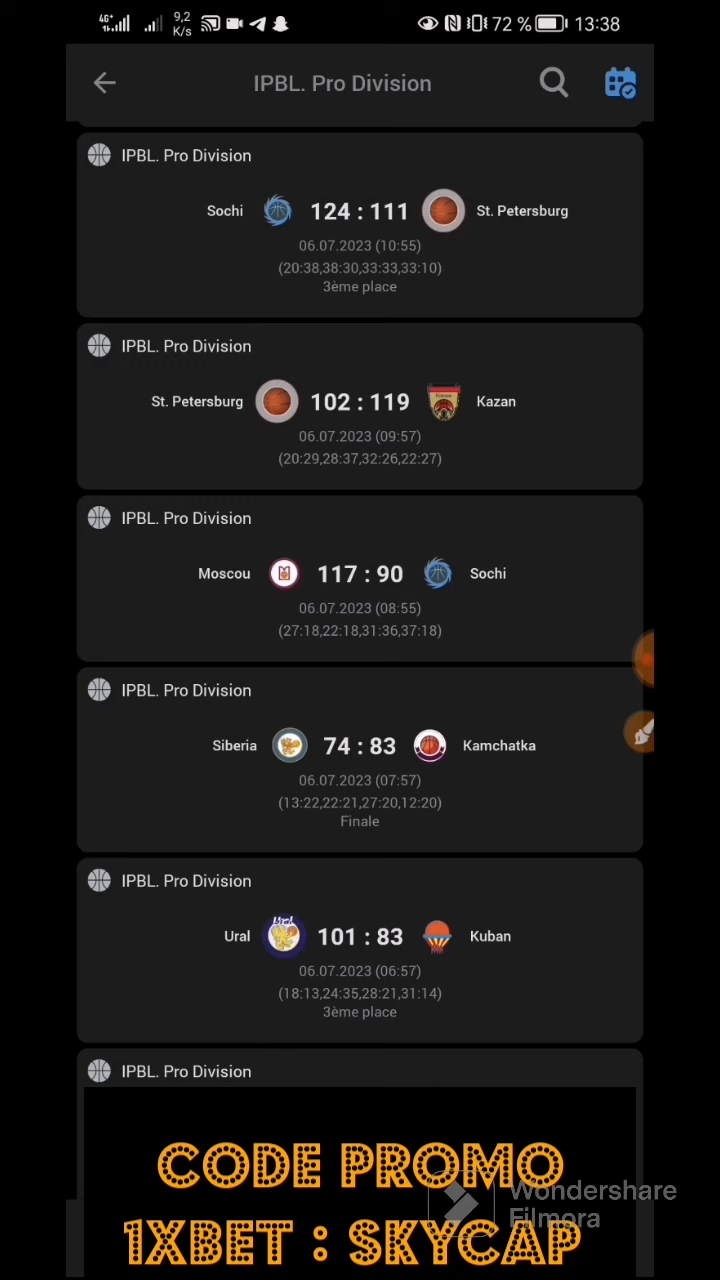 4G+ 9,2 K/s 72 % 13:38
IPBL. Pro Division
IPBL. Pro Division
Sochi 124 : 111 St. Petersburg
06.07.2023 (10:55)
(20:38,38:30,33:33,33:10)
3ème place
IPBL. Pro Division
St. Petersburg 102 : 119 Kazan
06.07.2023 (09:57)
(20:29,28:37,32:26,22:27)
IPBL. Pro Division
Moscou 117 : 90 Sochi
06.07.2023 (08:55)
(27:18,22:18,31:36,37:18)
IPBL. Pro Division
Siberia 74 : 83 Kamchatka
06.07.2023 (07:57)
(13:22,22:21,27:20,12:20)
Finale
IPBL. Pro Division
Ural 101 : 83 Kuban
06.07.2023 (06:57)
(18:13,24:35,28:21,31:14)
3ème place
IPBL. Pro Division
CODE PROMO
1XBET : SKYCAP
Wondershare
Filmora